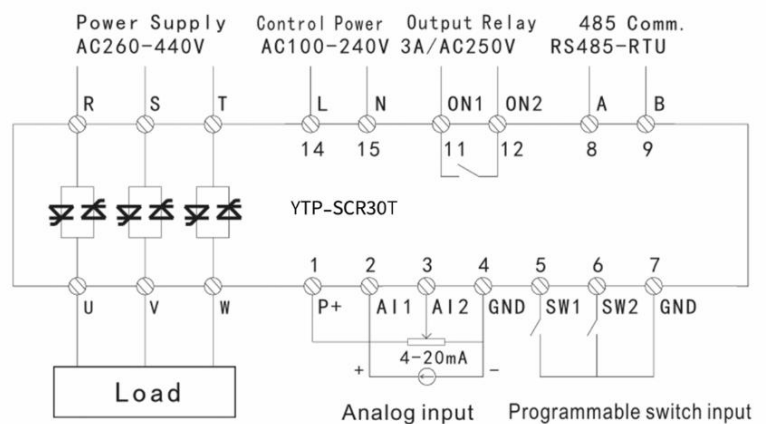 Power Supply Control Power Output Relay 485 Comm.
AC260-440V AC100-240V 3A/AC250V RS485-RTU
R S T L N ON1 ON2 A B
14 15 11 12 8 9
YTP-SCR30T
1 2 3 4 5 6 7
U V W P+ AI1 AI2 GND SW1 SW2 GND
4-20mA
+ -
Load
Analog input Programmable switch input